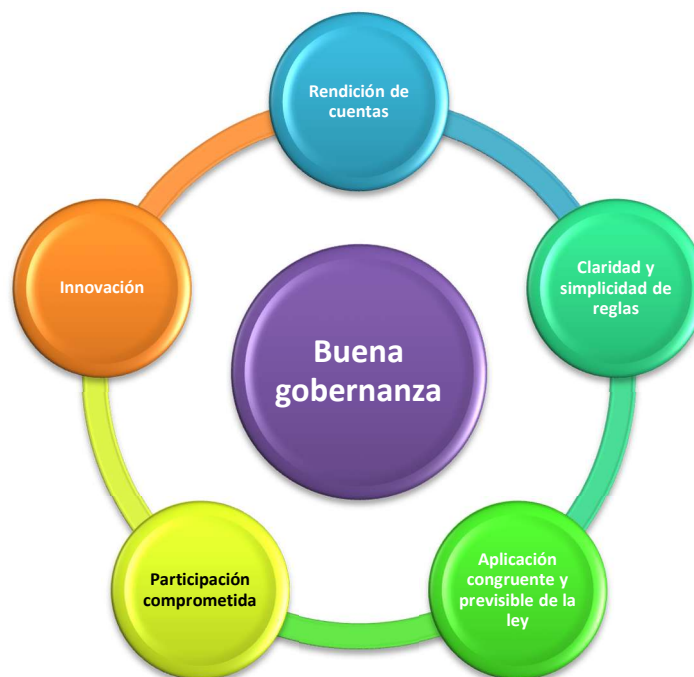 Rendición de
cuentas
Claridad y
simplicidad de
reglas
Innovación
Buena
gobernanza
Aplicación
congruente y
previsible de la
ley
Participación
comprometida